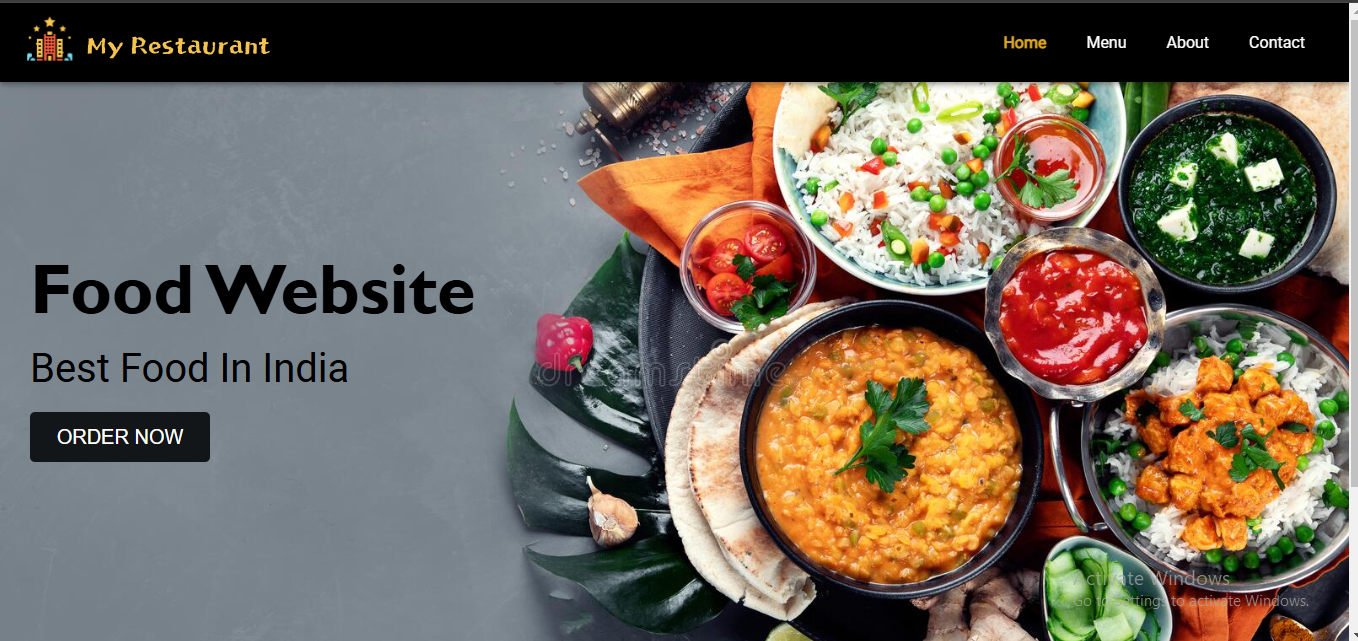 My Restaurant
Home Menu About Contact
Food Website
Best Food In India
ORDER NOW
dreamstime
Activate Windows
Go to Settings to activate Windows.